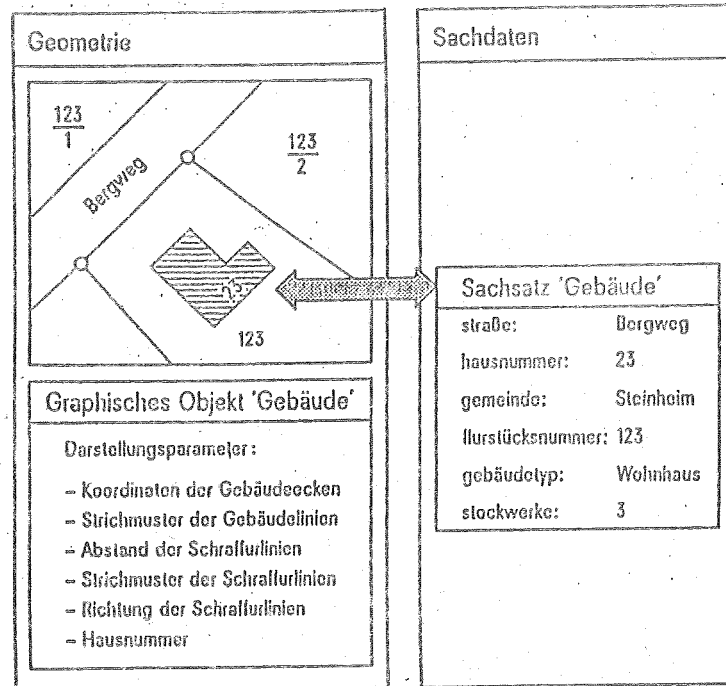 Geometrie
123
1
Bergweg
123
2
23
123
Graphisches Objekt 'Gebäude'
Darstellungsparameter:
– Koordinaten der Gebäudeecken
– Strichmuster der Gebäudelinien
– Abstand der Schraffurlinien
– Strichmuster der Schraffurlinien
– Richtung der Schraffurlinien
– Hausnummer
Sachdaten
Sachsatz 'Gebäude'
straße: Bergweg
hausnummer: 23
gemeinde: Steinheim
flurstücksnummer: 123
gebäudetyp: Wohnhaus
stockwerke: 3